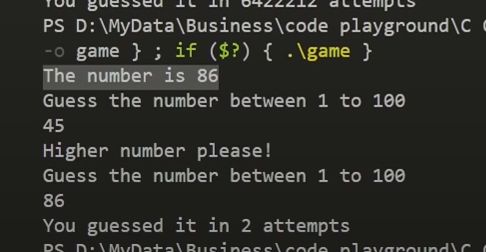 You guessed it in 6422212 attempts
PS D:\MyData\Business\code playground\C
-o game } ; if ($?) { .\game }
The number is 86
Guess the number between 1 to 100
45
Higher number please!
Guess the number between 1 to 100
86
You guessed it in 2 attempts
PS D:\MyData\Business\code playground\C